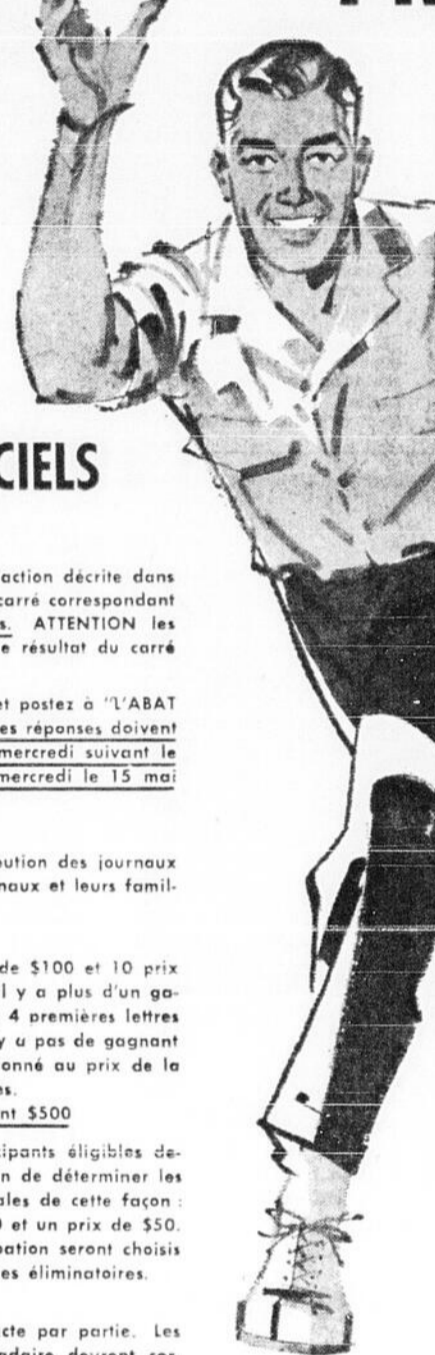 CIELS
action décrite dans
carré correspondant
s. ATTENTION les
e résultat du carré
et postez à "L'ABAT
es réponses doivent
mercredi suivant le
mercredi le 15 mai
bution des journaux
naux et leurs famil-
de $100 et 10 prix
l y a plus d'un ga-
4 premières lettres
y a pas de gagnant
onné au prix de la
es.
nt $500
ipants éligibles de-
n de déterminer les
ales de cette façon :
0 et un prix de $50.
pation seront choisis
es éliminatoires.
cte par partie. Les